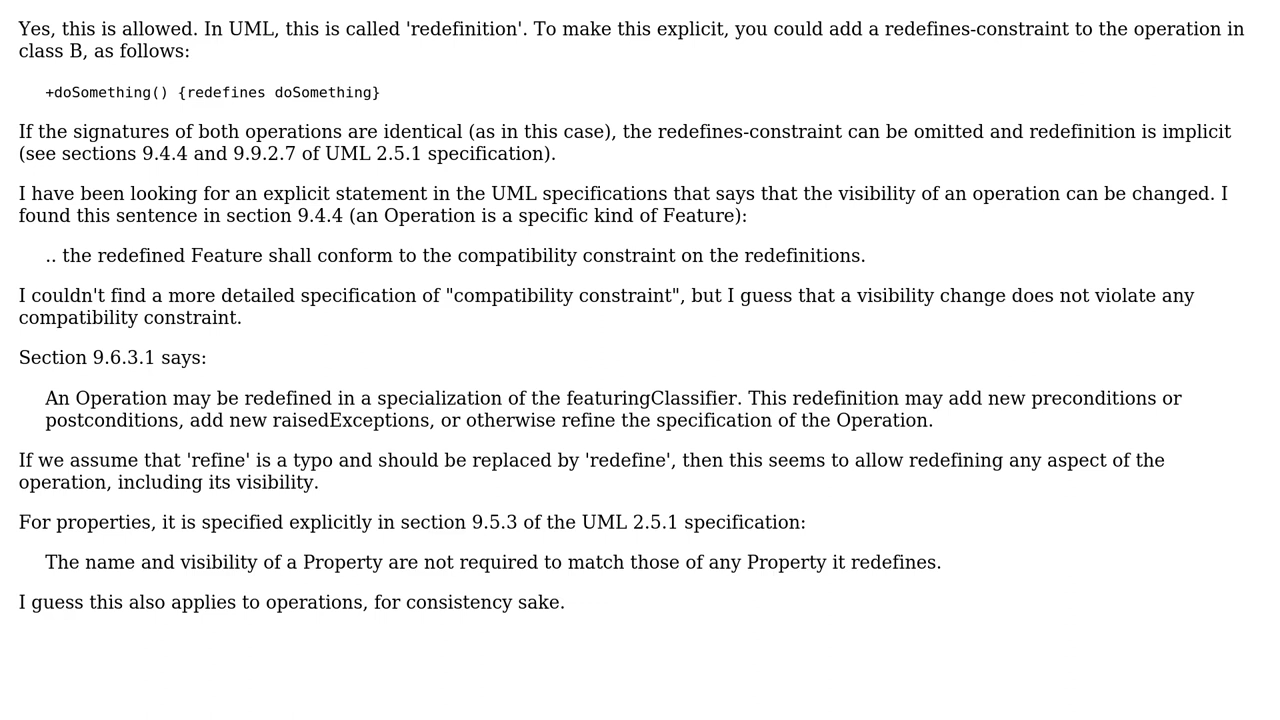 Yes, this is allowed. In UML, this is called 'redefinition'. To make this explicit, you could add a redefines-constraint to the operation in
class B, as follows:
+doSomething() {redefines doSomething}
If the signatures of both operations are identical (as in this case), the redefines-constraint can be omitted and redefinition is implicit
(see sections 9.4.4 and 9.9.2.7 of UML 2.5.1 specification).
I have been looking for an explicit statement in the UML specifications that says that the visibility of an operation can be changed. I
found this sentence in section 9.4.4 (an Operation is a specific kind of Feature):
.. the redefined Feature shall conform to the compatibility constraint on the redefinitions.
I couldn't find a more detailed specification of "compatibility constraint", but I guess that a visibility change does not violate any
compatibility constraint.
Section 9.6.3.1 says:
An Operation may be redefined in a specialization of the featuringClassifier. This redefinition may add new preconditions or
postconditions, add new raisedExceptions, or otherwise refine the specification of the Operation.
If we assume that 'refine' is a typo and should be replaced by 'redefine', then this seems to allow redefining any aspect of the
operation, including its visibility.
For properties, it is specified explicitly in section 9.5.3 of the UML 2.5.1 specification:
The name and visibility of a Property are not required to match those of any Property it redefines.
I guess this also applies to operations, for consistency sake.